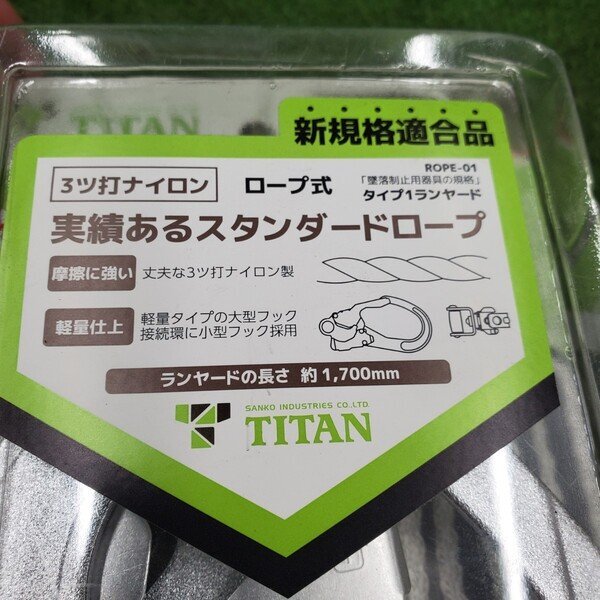 TITAN
新規格適合品
3ツ打ナイロン ロープ式
ROPE-01
「墜落制止用器具の規格」
タイプ1ランヤード
実績あるスタンダードロープ
摩擦に強い 丈夫な3ツ打ナイロン製
軽量仕上 軽量タイプの大型フック
接続環に小型フック採用
ランヤードの長さ 約1,700mm
SANKO INDUSTRIES CO.,LTD.
TITAN